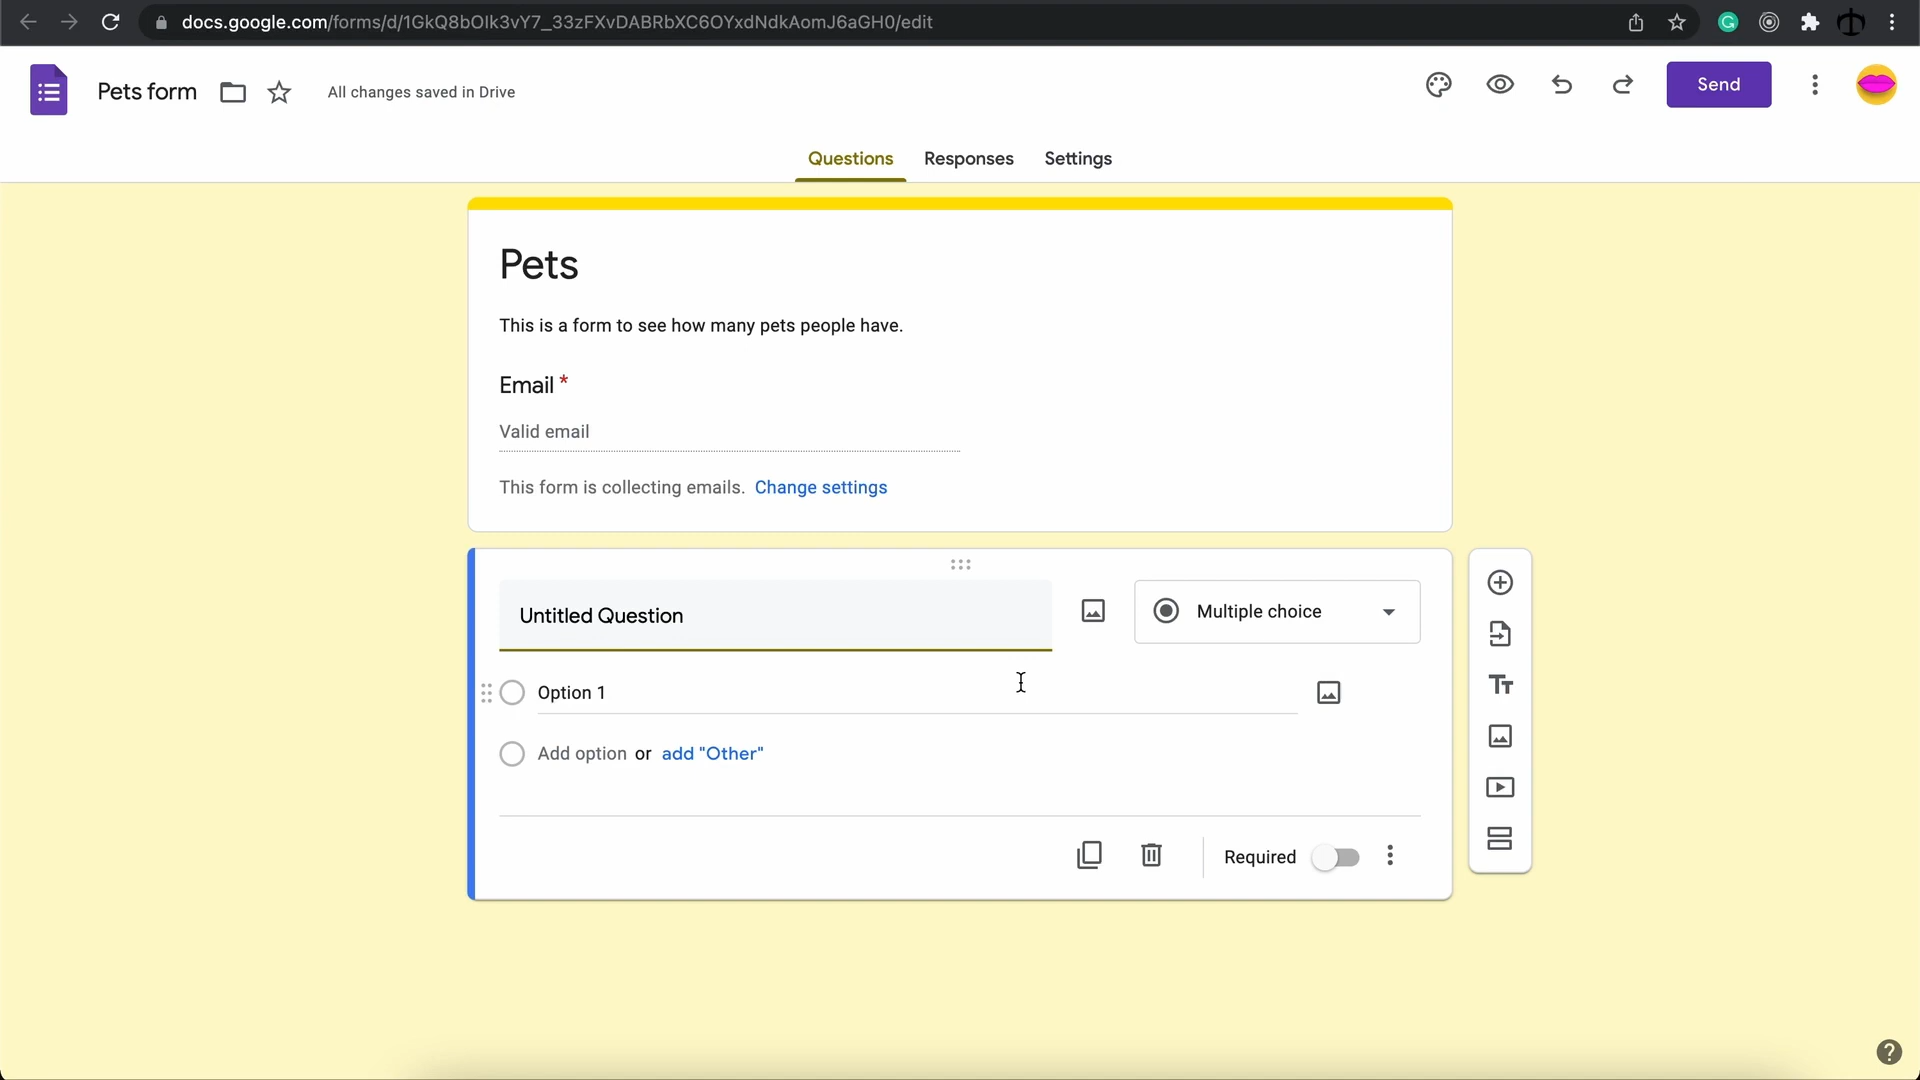 docs.google.com/forms/d/1GkQ8bOlk3vY7_33zFXvDABRbXC6OYxdNdkAomJ6aGH0/edit
Pets form
All changes saved in Drive
Send
Questions
Responses
Settings
Pets
This is a form to see how many pets people have.
Email *
Valid email
This form is collecting emails. Change settings
Untitled Question
Multiple choice
Option 1
Add option or add "Other"
Required